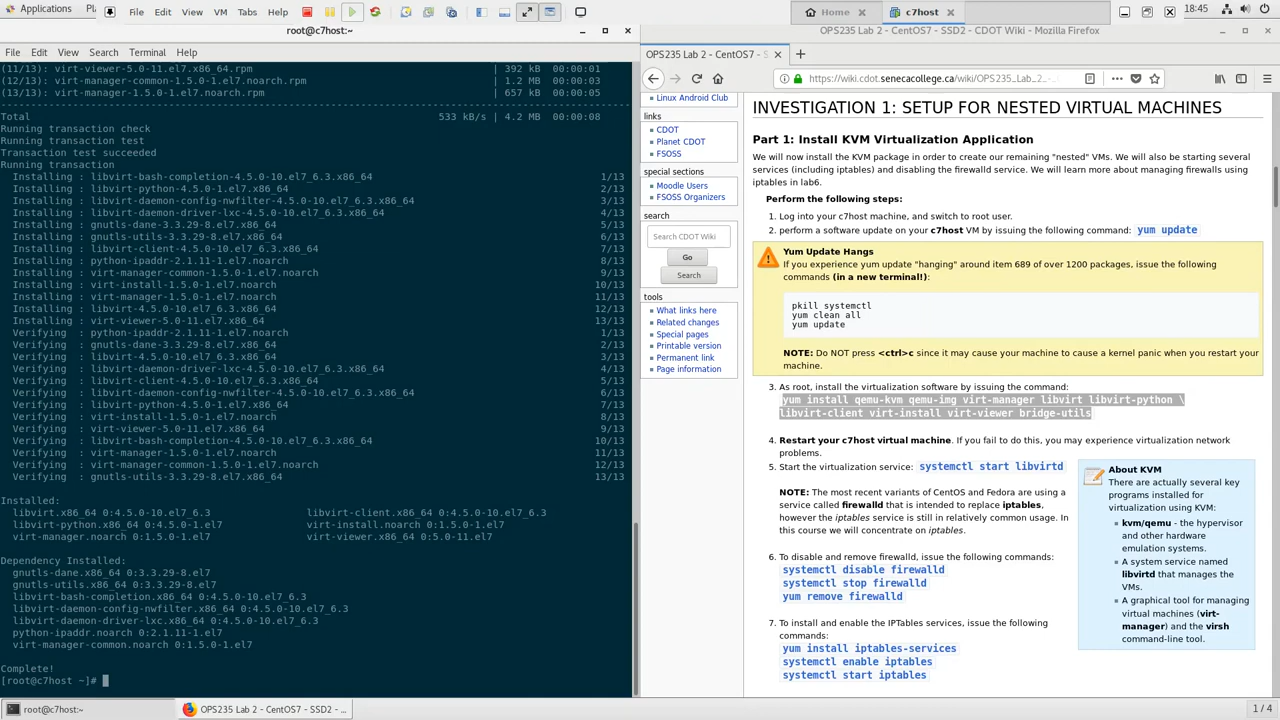 Applications
File Edit View VM Tabs Help
Home
c7host
18:45
root@c7host:~
OPS235 Lab 2 - CentOS7 - SSD2 - CDOT Wiki - Mozilla Firefox
File Edit View Search Terminal Help
(11/13): virt-viewer-5.0-11.el7.x86_64.rpm | 392 kB 00:00:01
(12/13): virt-manager-common-1.5.0-1.el7.noarch.rpm | 1.2 MB 00:00:03
(13/13): virt-manager-1.5.0-1.el7.noarch.rpm | 657 kB 00:00:05
Total 533 kB/s | 4.2 MB 00:00:08
Running transaction check
Running transaction test
Transaction test succeeded
Running transaction
Installing : libvirt-bash-completion-4.5.0-10.el7_6.3.x86_64 1/13
Installing : libvirt-python-4.5.0-1.el7.x86_64 2/13
Installing : libvirt-daemon-config-nwfilter-4.5.0-10.el7_6.3.x86_64 3/13
Installing : libvirt-daemon-driver-lxc-4.5.0-10.el7_6.3.x86_64 4/13
Installing : gnutls-dane-3.3.29-8.el7.x86_64 5/13
Installing : gnutls-utils-3.3.29-8.el7.x86_64 6/13
Installing : libvirt-client-4.5.0-10.el7_6.3.x86_64 7/13
Installing : python-ipaddr-2.1.11-1.el7.noarch 8/13
Installing : virt-manager-common-1.5.0-1.el7.noarch 9/13
Installing : virt-install-1.5.0-1.el7.noarch 10/13
Installing : virt-manager-1.5.0-1.el7.noarch 11/13
Installing : libvirt-4.5.0-10.el7_6.3.x86_64 12/13
Installing : virt-viewer-5.0-11.el7.x86_64 13/13
Verifying : python-ipaddr-2.1.11-1.el7.noarch 1/13
Verifying : gnutls-dane-3.3.29-8.el7.x86_64 2/13
Verifying : virt-manager-1.5.0-1.el7.noarch 3/13
Verifying : libvirt-4.5.0-10.el7_6.3.x86_64 4/13
Verifying : libvirt-daemon-driver-lxc-4.5.0-10.el7_6.3.x86_64 4/13
Verifying : libvirt-client-4.5.0-10.el7_6.3.x86_64 5/13
Verifying : libvirt-daemon-config-nwfilter-4.5.0-10.el7_6.3.x86_64 6/13
Verifying : libvirt-python-4.5.0-1.el7.x86_64 7/13
Verifying : virt-install-1.5.0-1.el7.noarch 8/13
Verifying : virt-viewer-5.0-11.el7.x86_64 9/13
Verifying : libvirt-bash-completion-4.5.0-10.el7_6.3.x86_64 10/13
Verifying : virt-manager-1.5.0-1.el7.noarch 11/13
Verifying : virt-manager-common-1.5.0-1.el7.noarch 12/13
Verifying : gnutls-utils-3.3.29-8.el7.x86_64 13/13
Installed:
libvirt.x86_64 0:4.5.0-10.el7_6.3 libvirt-client.x86_64 0:4.5.0-10.el7_6.3
libvirt-python.x86_64 0:4.5.0-1.el7 virt-install.noarch 0:1.5.0-1.el7
virt-manager.noarch 0:1.5.0-1.el7 virt-viewer.x86_64 0:5.0-11.el7
Dependency Installed:
gnutls-dane.x86_64 0:3.3.29-8.el7
gnutls-utils.x86_64 0:3.3.29-8.el7
libvirt-bash-completion.x86_64 0:4.5.0-10.el7_6.3
libvirt-daemon-config-nwfilter.x86_64 0:4.5.0-10.el7_6.3
libvirt-daemon-driver-lxc.x86_64 0:4.5.0-10.el7_6.3
python-ipaddr.noarch 0:2.1.11-1.el7
virt-manager-common.noarch 0:1.5.0-1.el7
Complete!
[root@c7host ~]#
OPS235 Lab 2 - CentOS7 - S
https://wiki.cdot.senecacollege.ca/wiki/OPS235_Lab_2_-_
Linux Android Club
links
CDOT
Planet CDOT
FSOSS
special sections
Moodle Users
FSOSS Organizers
search
Search CDOT Wiki
Go
Search
tools
What links here
Related changes
Special pages
Printable version
Permanent link
Page information
INVESTIGATION 1: SETUP FOR NESTED VIRTUAL MACHINES
Part 1: Install KVM Virtualization Application
We will now install the KVM package in order to create our remaining "nested" VMs. We will also be starting several
services (including iptables) and disabling the firewalld service. We will learn more about managing firewalls using
iptables in lab6.
Perform the following steps:
1. Log into your c7host machine, and switch to root user.
2. perform a software update on your c7host VM by issuing the following command: yum update
Yum Update Hangs
If you experience yum update "hanging" around item 689 of over 1200 packages, issue the following
commands (in a new terminal!):
pkill systemctl
yum clean all
yum update
NOTE: Do NOT press <ctrl>c since it may cause your machine to cause a kernel panic when you restart your
machine.
3. As root, install the virtualization software by issuing the command:
yum install qemu-kvm qemu-img virt-manager libvirt libvirt-python \
libvirt-client virt-install virt-viewer bridge-utils
4. Restart your c7host virtual machine. If you fail to do this, you may experience virtualization network
problems.
5. Start the virtualization service: systemctl start libvirtd
NOTE: The most recent variants of CentOS and Fedora are using a
service called firewalld that is intended to replace iptables,
however the iptables service is still in relatively common usage. In
this course we will concentrate on iptables.
6. To disable and remove firewalld, issue the following commands:
systemctl disable firewalld
systemctl stop firewalld
yum remove firewalld
7. To install and enable the IPTables services, issue the following
commands:
yum install iptables-services
systemctl enable iptables
systemctl start iptables
About KVM
There are actually several key
programs installed for
virtualization using KVM:
kvm/qemu - the hypervisor
and other hardware
emulation systems.
A system service named
libvirtd that manages the
VMs.
A graphical tool for managing
virtual machines (virt-
manager) and the virsh
command-line tool.
root@c7host:~
OPS235 Lab 2 - CentOS7 - SSD2 - ...
1 / 4